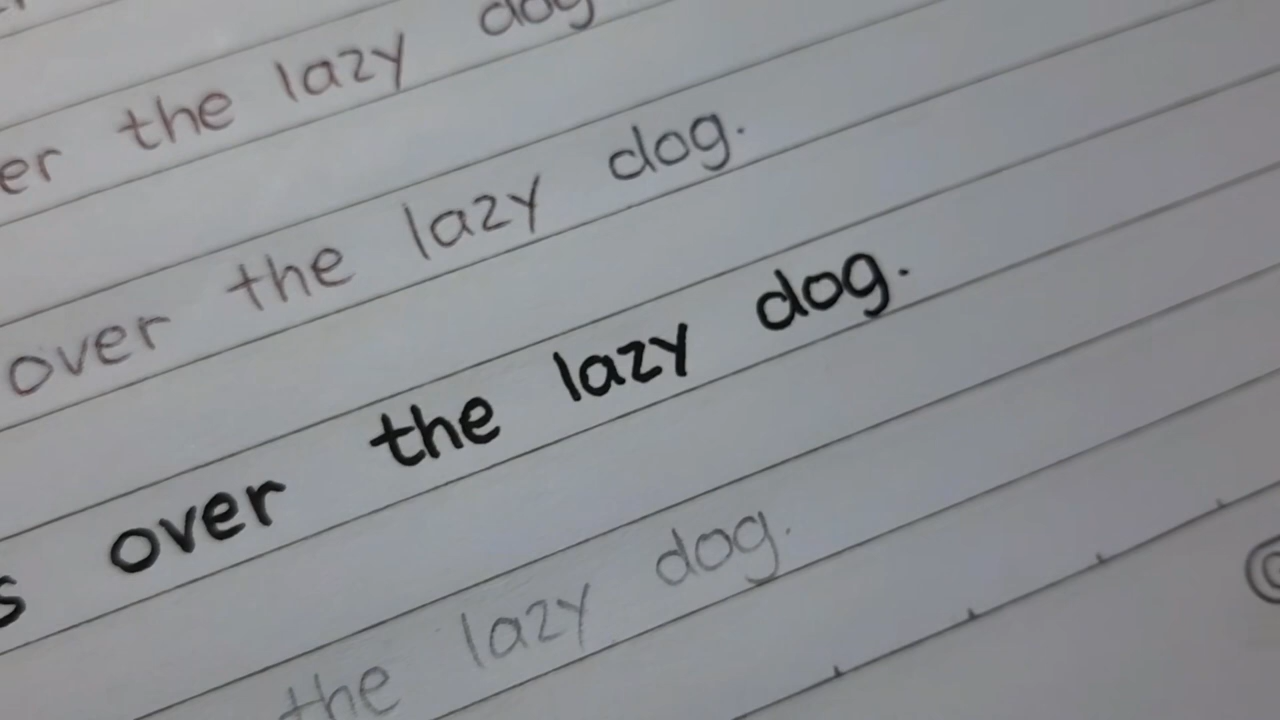 er the lazy dog
over the lazy dog.
s over the lazy dog.
the lazy dog.